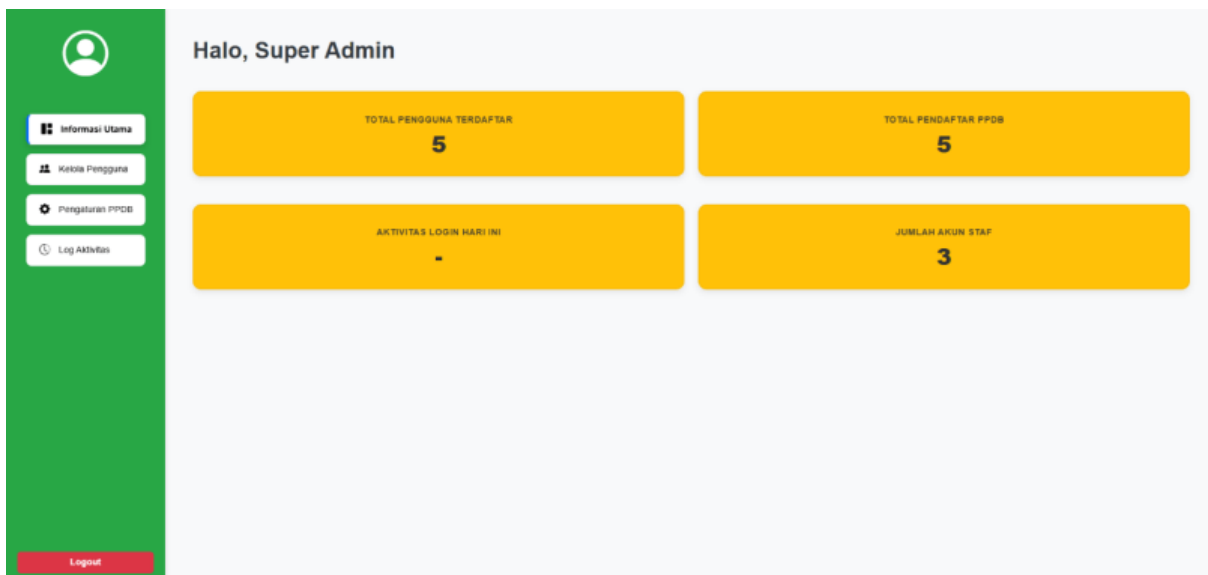 Halo, Super Admin
Informasi Utama
Kelola Pengguna
Pengaturan PPDB
Log Aktivitas
Logout
TOTAL PENGGUNA TERDAFTAR
5
TOTAL PENDAFTAR PPDB
5
AKTIVITAS LOGIN HARI INI
-
JUMLAH AKUN STAF
3